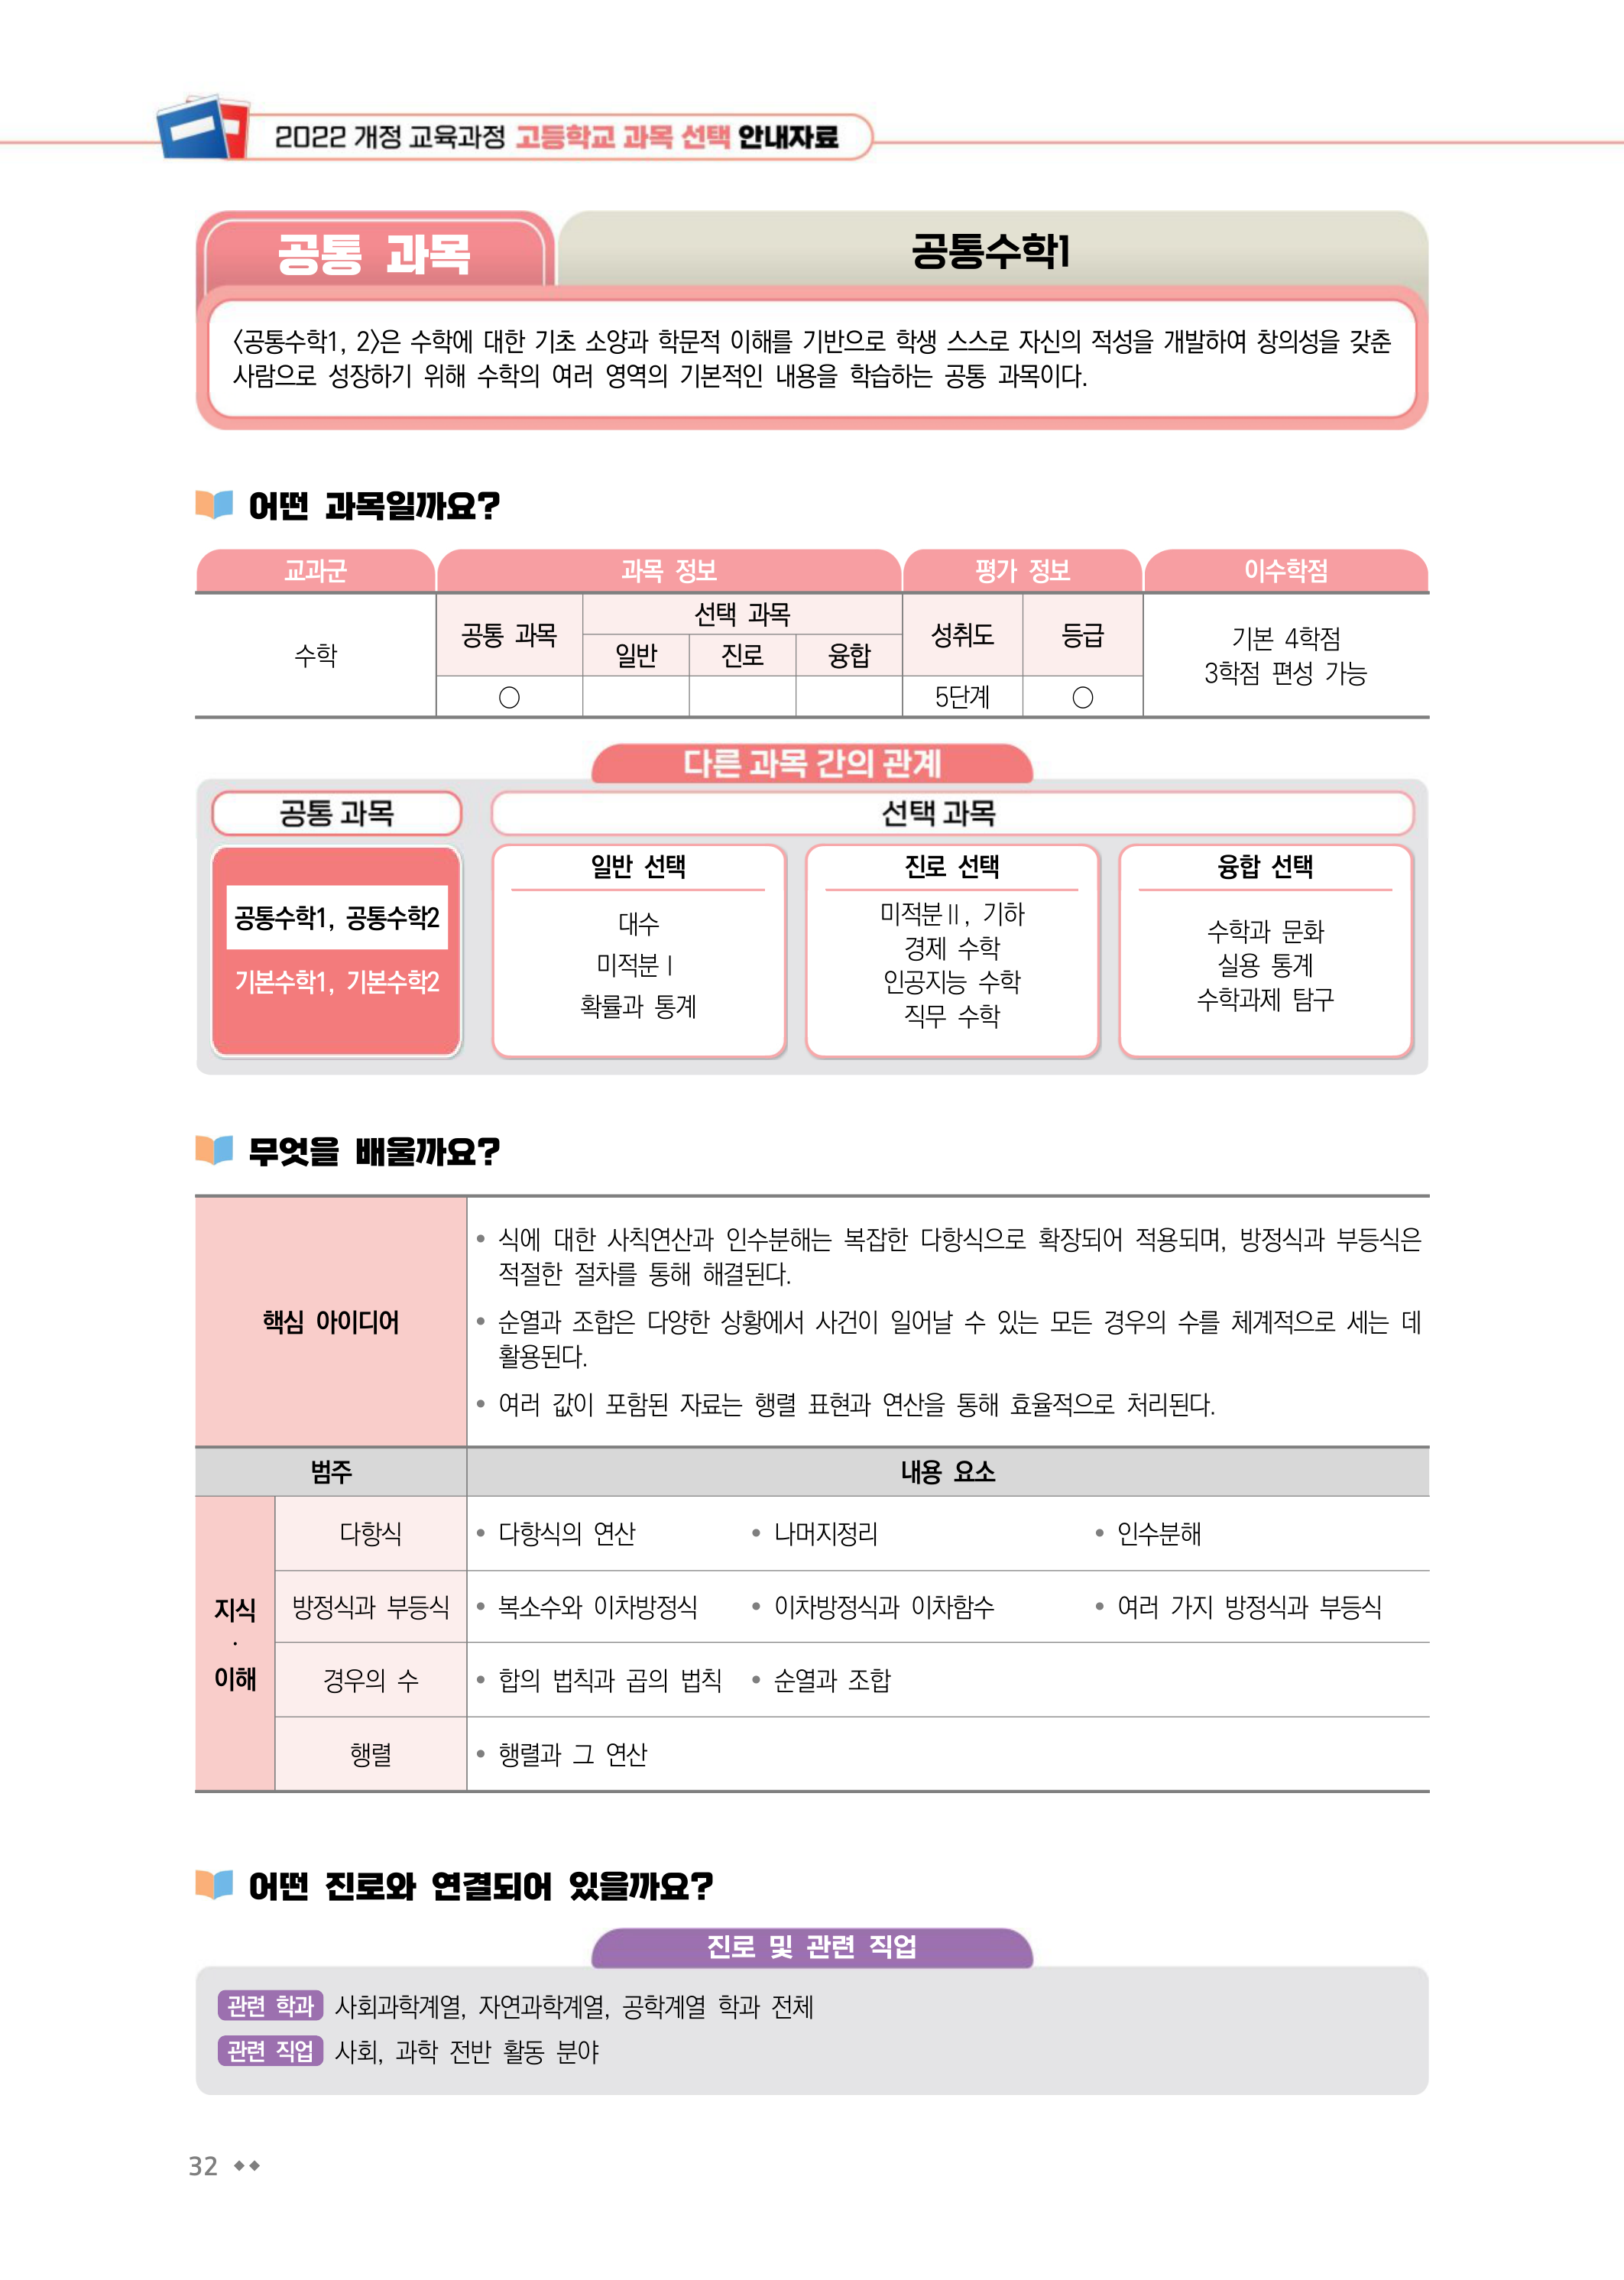 2022 개정 교육과정 고등학교 과목 선택 안내자료
공통 과목
공통수학1
<공통수학1, 2>은 수학에 대한 기초 소양과 학문적 이해를 기반으로 학생 스스로 자신의 적성을 개발하여 창의성을 갖춘
사람으로 성장하기 위해 수학의 여러 영역의 기본적인 내용을 학습하는 공통 과목이다.
어떤 과목일까요?
교과군 과목 정보 평가 정보 이수학점
수학
공통 과목
선택 과목
일반 진로 융합
성취도 등급
○ 5단계 ○
기본 4학점
3학점 편성 가능
다른 과목 간의 관계
공통 과목
선택 과목
공통수학1, 공통수학2
기본수학1, 기본수학2
일반 선택
대수
미적분Ⅰ
확률과 통계
진로 선택
미적분Ⅱ, 기하
경제 수학
인공지능 수학
직무 수학
융합 선택
수학과 문화
실용 통계
수학과제 탐구
무엇을 배울까요?
핵심 아이디어
• 식에 대한 사칙연산과 인수분해는 복잡한 다항식으로 확장되어 적용되며, 방정식과 부등식은
적절한 절차를 통해 해결된다.
• 순열과 조합은 다양한 상황에서 사건이 일어날 수 있는 모든 경우의 수를 체계적으로 세는 데
활용된다.
• 여러 값이 포함된 자료는 행렬 표현과 연산을 통해 효율적으로 처리된다.
범주 내용 요소
지식
·
이해
다항식 • 다항식의 연산 • 나머지정리 • 인수분해
방정식과 부등식 • 복소수와 이차방정식 • 이차방정식과 이차함수 • 여러 가지 방정식과 부등식
경우의 수 • 합의 법칙과 곱의 법칙 • 순열과 조합
행렬 • 행렬과 그 연산
어떤 진로와 연결되어 있을까요?
진로 및 관련 직업
관련 학과 사회과학계열, 자연과학계열, 공학계열 학과 전체
관련 직업 사회, 과학 전반 활동 분야
32 ◆◆